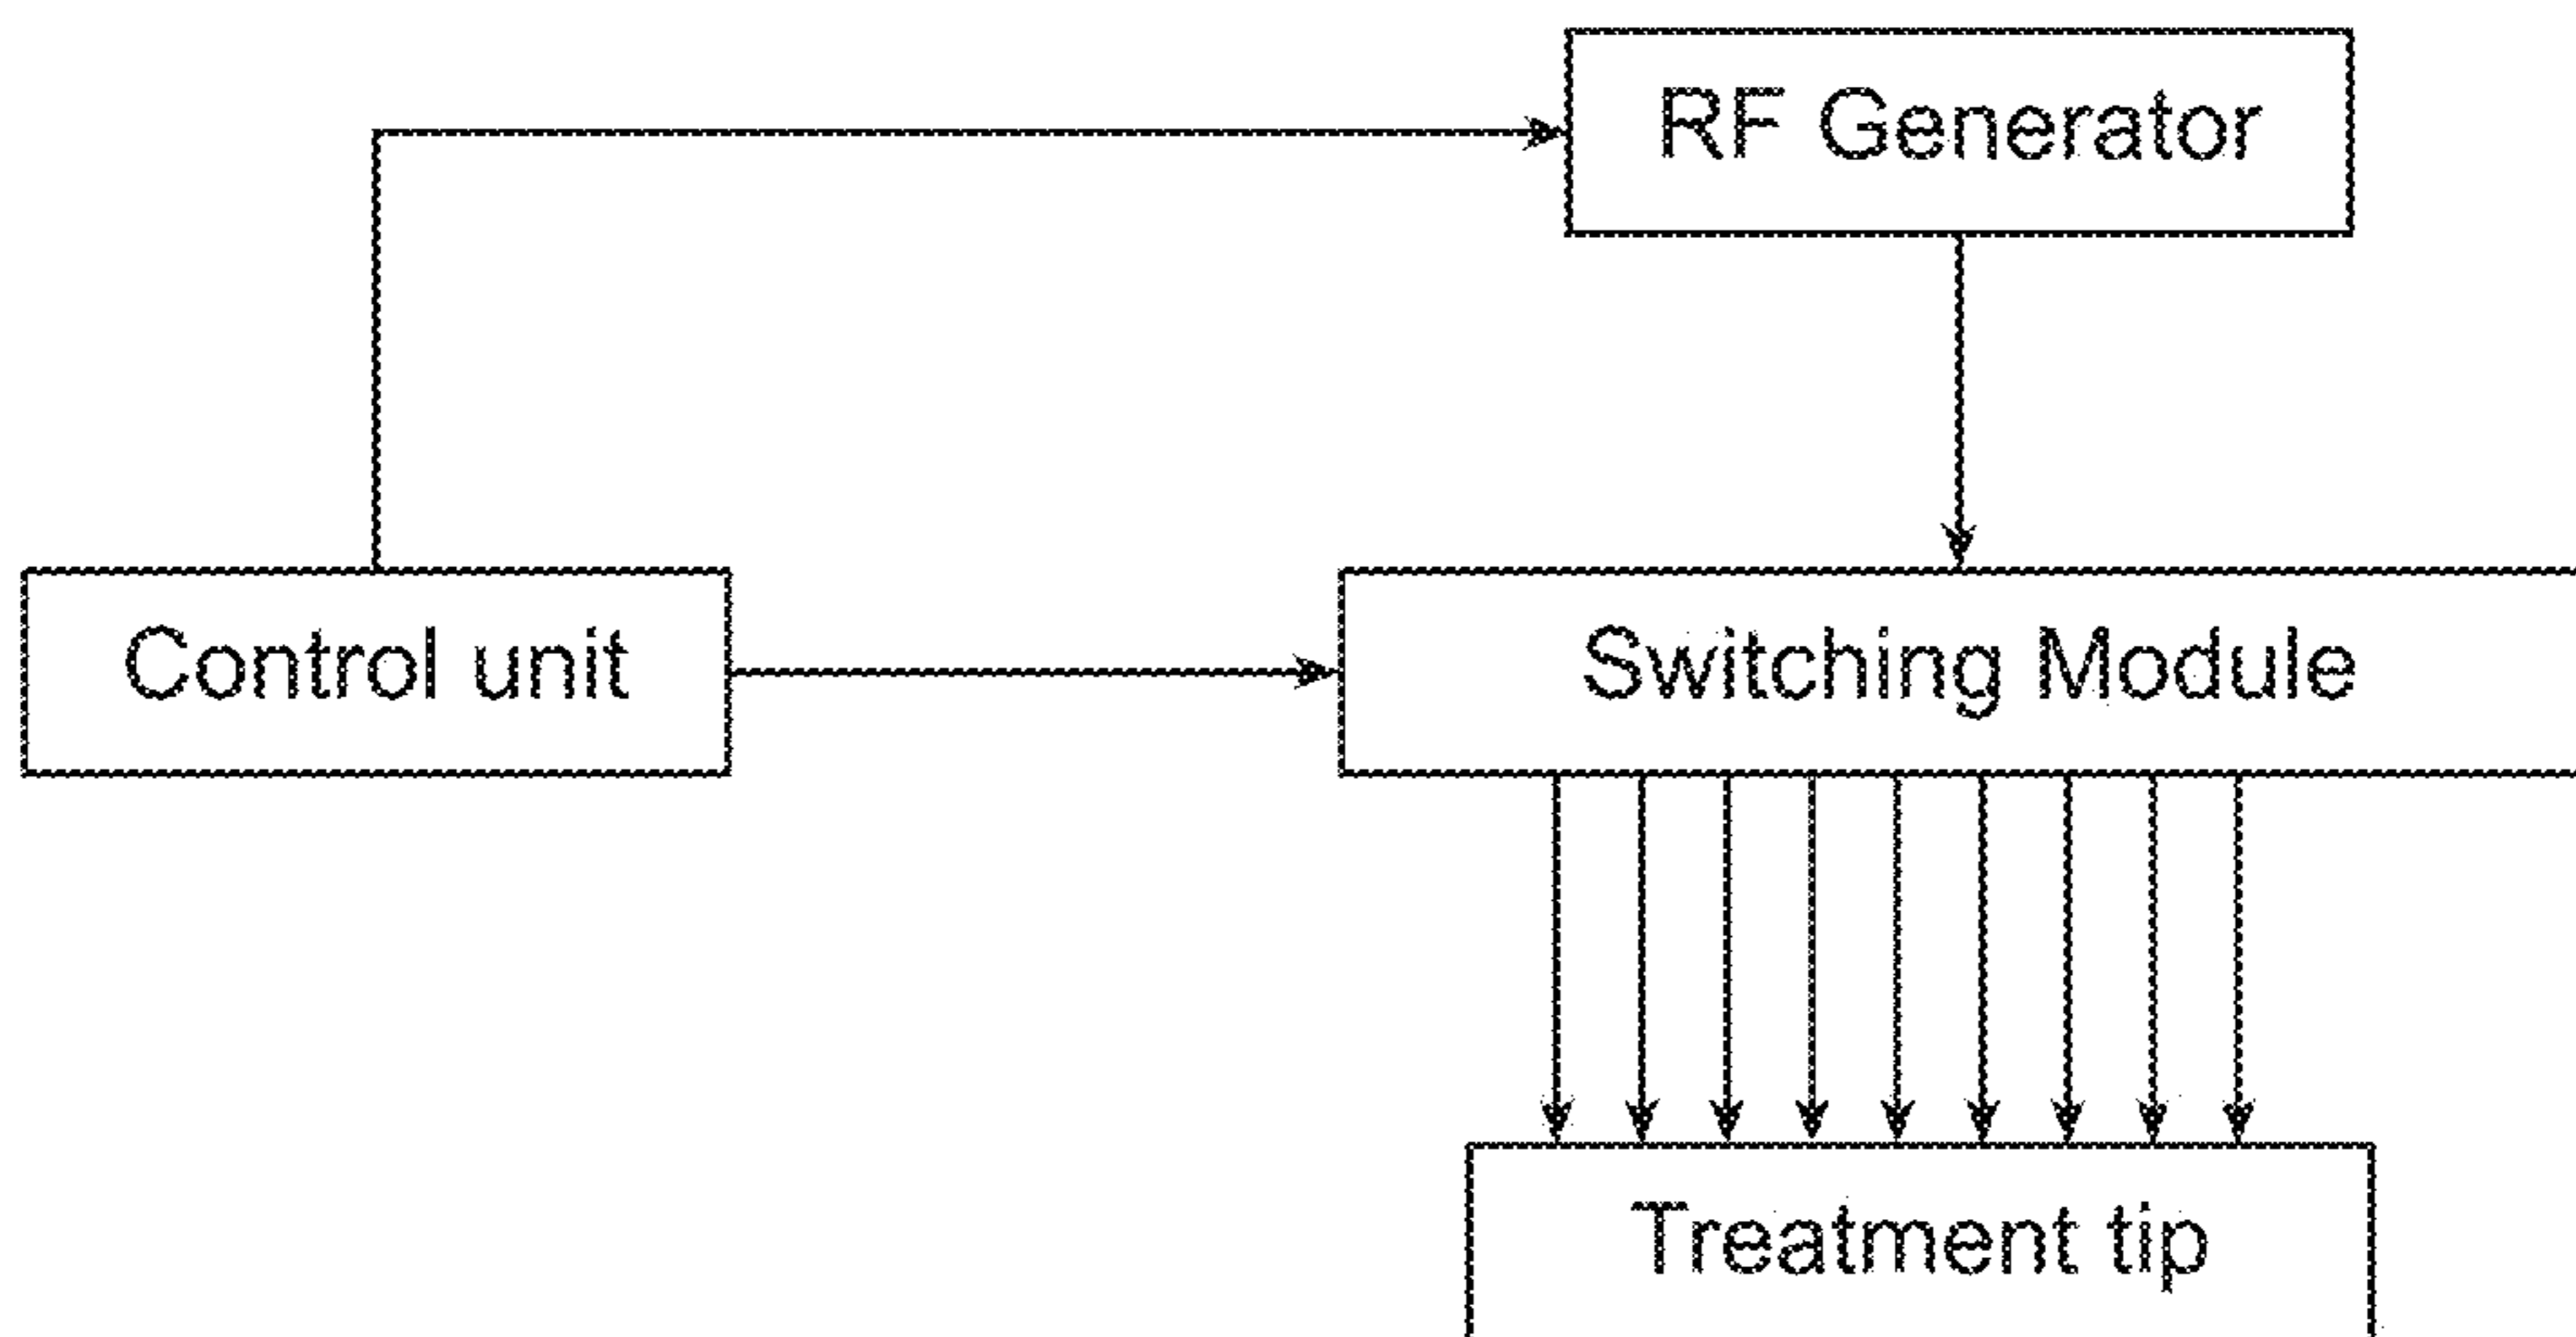 RF Generator
Control unit
Switching Module
Treatment tip